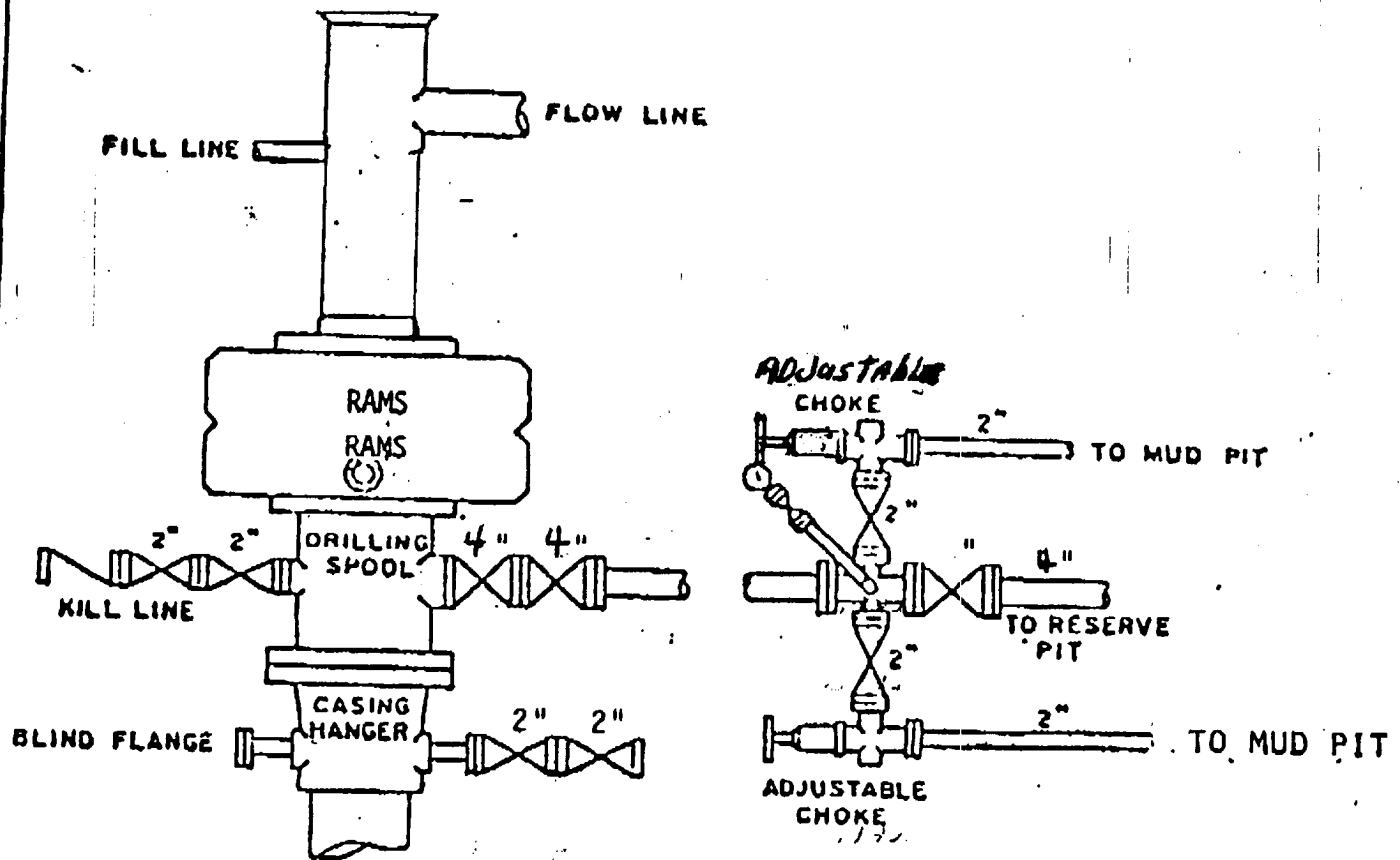 FLOW LINE
FILL LINE
RAMS
RAMS
2" 2"
DRILLING
SPOOL
4" 4"
KILL LINE
CASING
HANGER
BLIND FLANGE
2" 2"
ADJUSTABLE
CHOKE
2"
TO MUD PIT
2"
"
4"
TO RESERVE
PIT
2"
2"
TO MUD PIT
ADJUSTABLE
CHOKE